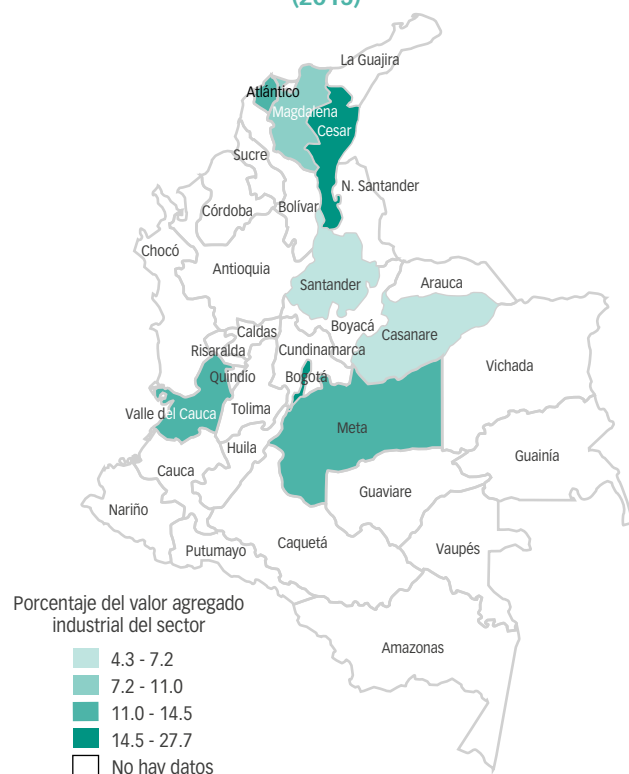 La Guajira
Atlántico
Magdalena
Cesar
Sucre
N. Santander
Bolívar
Córdoba
Chocó
Antioquia
Santander
Arauca
Boyacá
Casanare
Caldas
Cundinamarca
Risaralda
Vichada
Quindio
Bogotá
Valle del Cauca
Tolima
Meta
Huila
Guainía
Cauca
Guaviare
Nariño
Caquetá
Vaupés
Putumayo
Amazonas
Porcentaje del valor agregado
industrial del sector
4.3 - 7.2
7.2 - 11.0
11.0 - 14.5
14.5 - 27.7
No hay datos